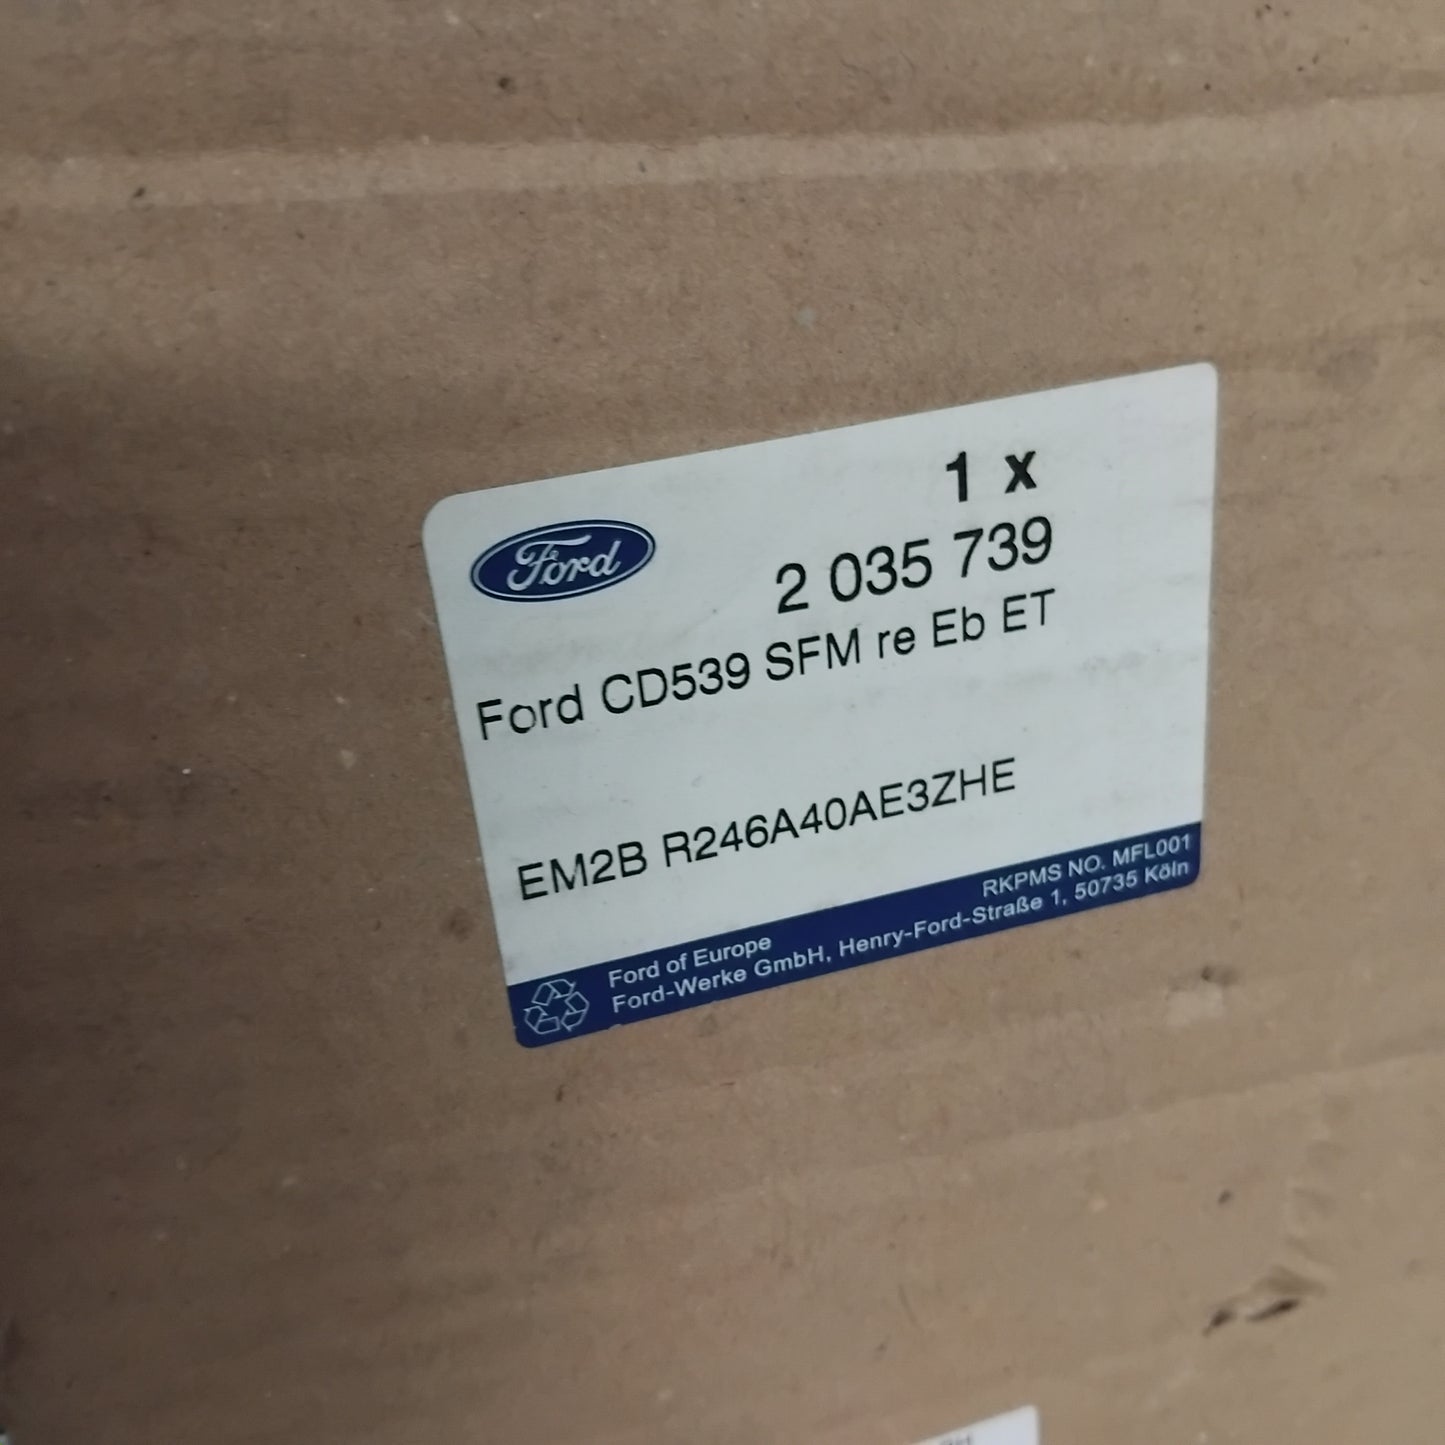 Ford
1 x
2 035 739
Ford CD539 SFM re Eb ET
EM2B R246A40AE3ZHE
RKPMS NO. MFL001
Ford of Europe
Ford-Werke GmbH, Henry-Ford-Straße 1, 50735 Köln